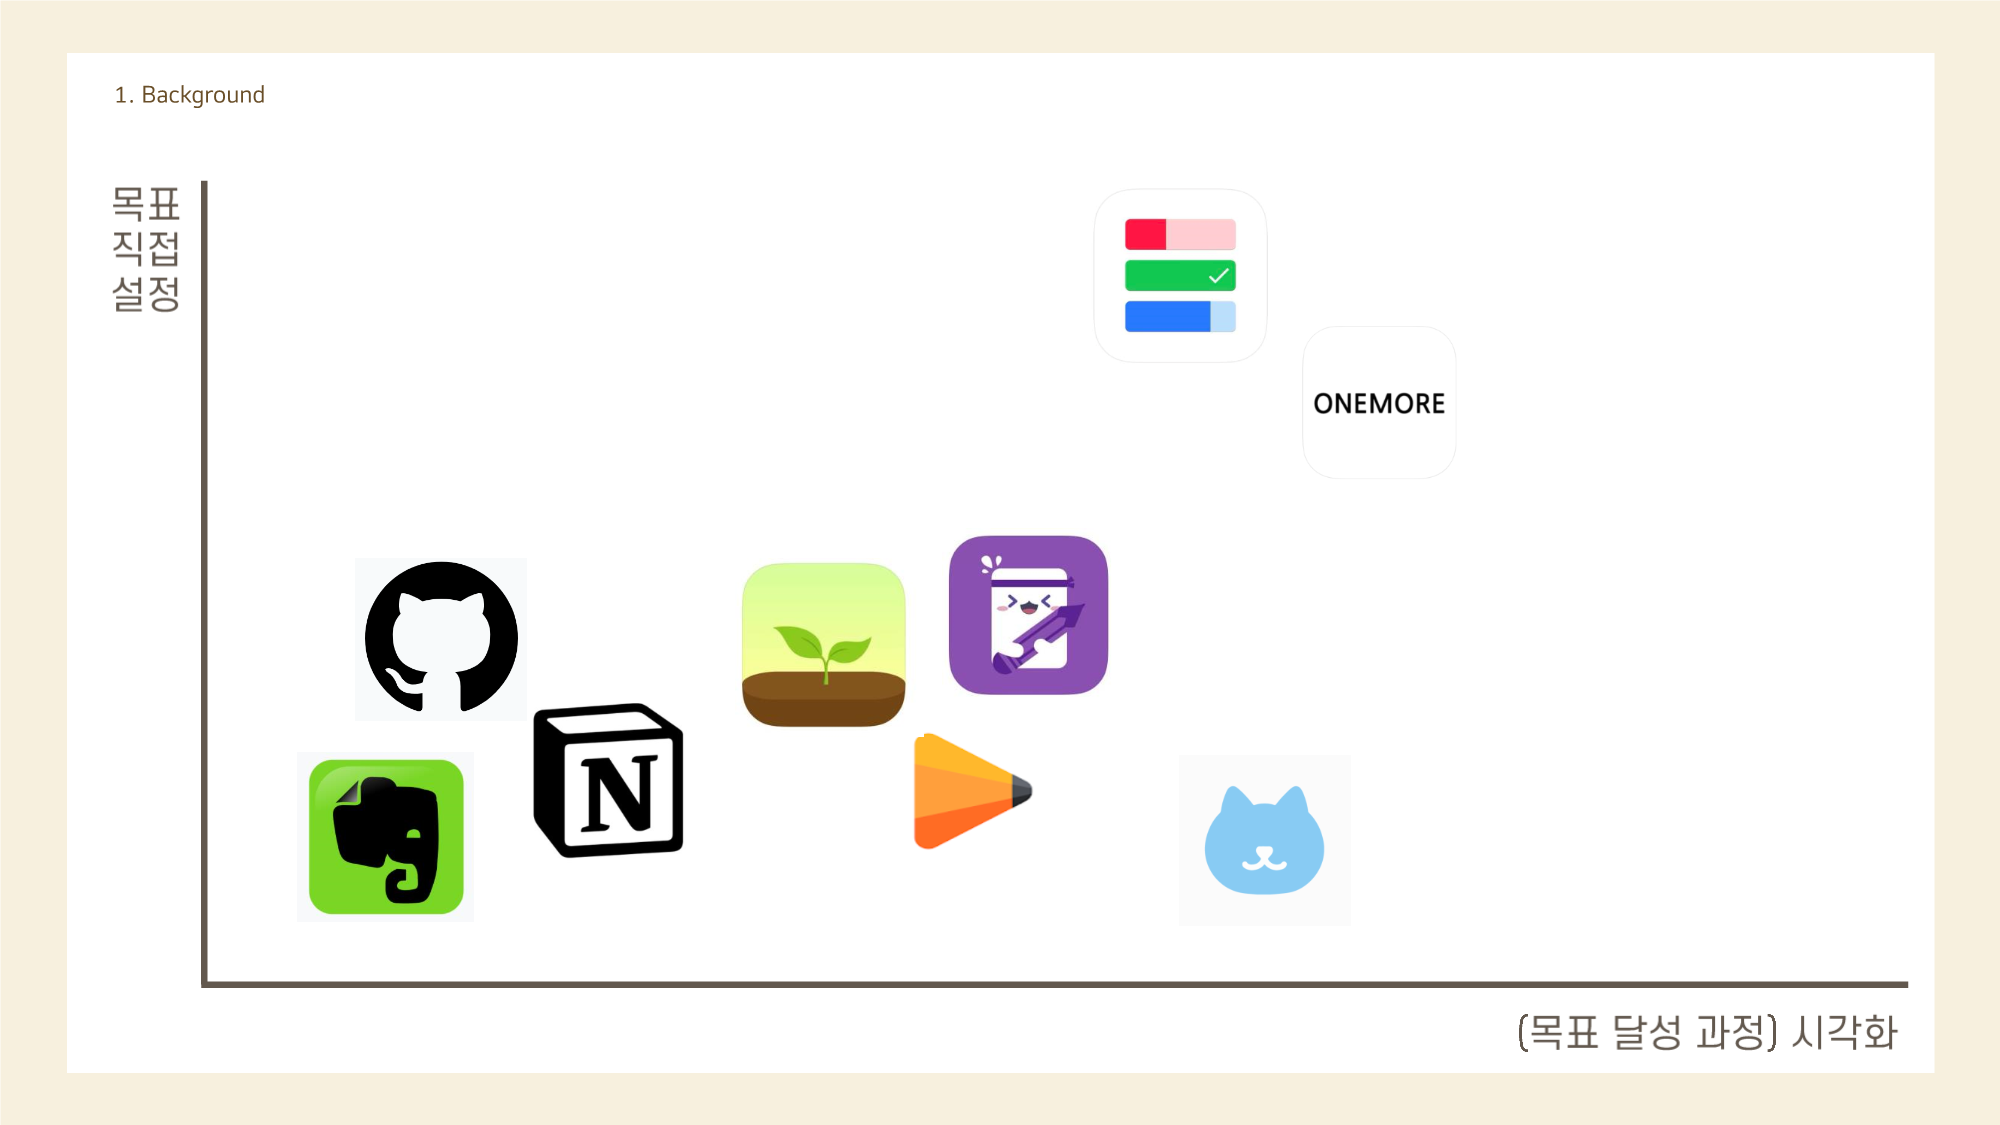 1. Background
목표
직접
설정
ONEMORE
N
(목표 달성 과정) 시각화